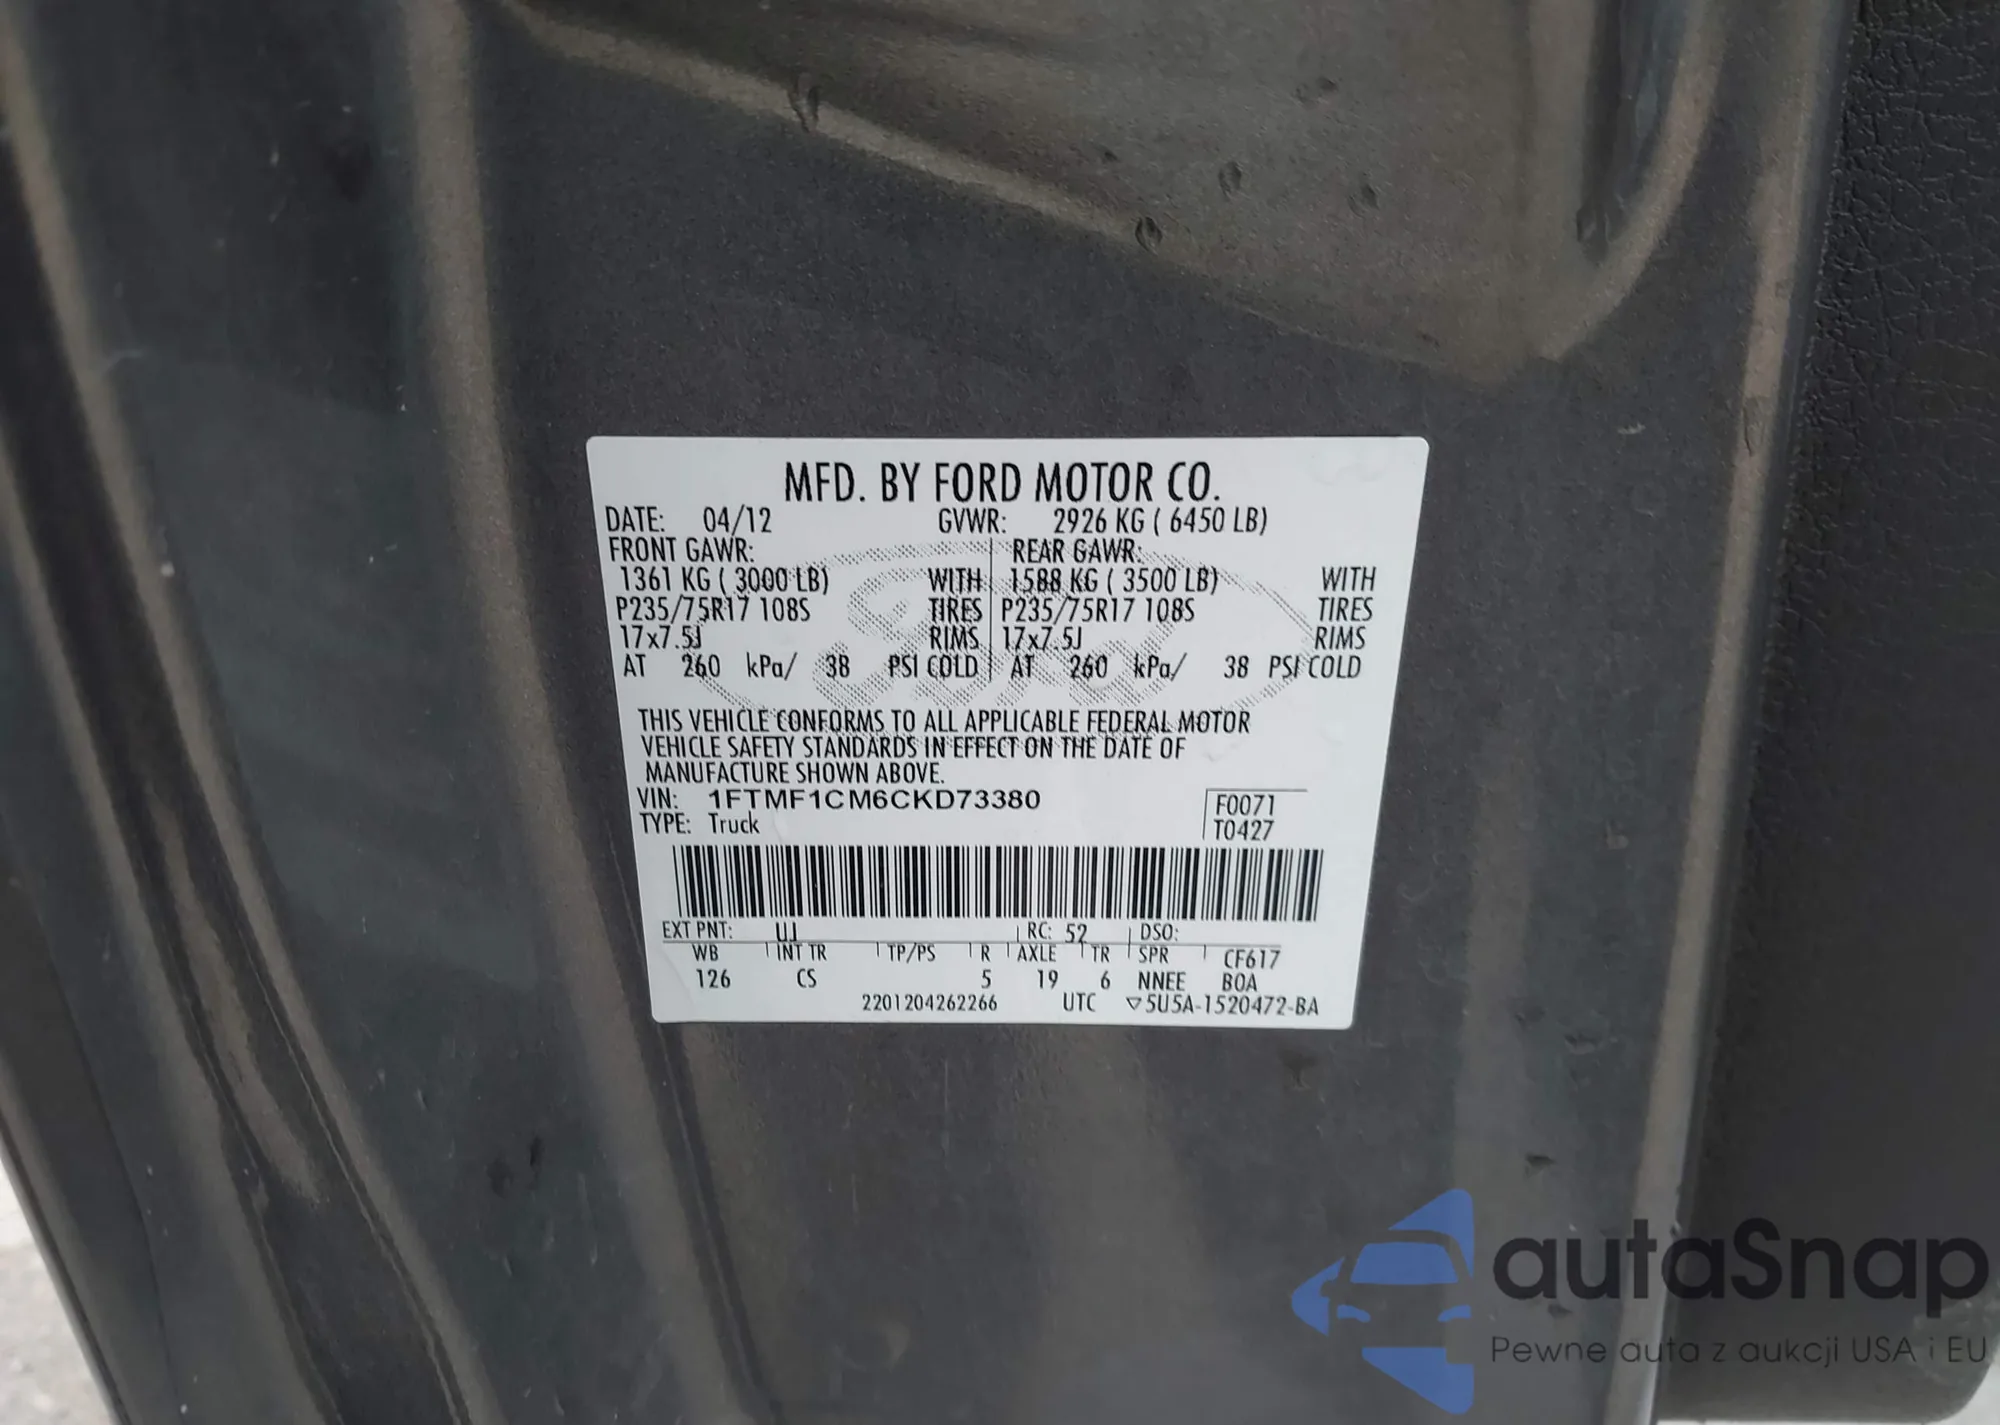 MFD. BY FORD MOTOR CO.
DATE: 04/12 GVWR: 2926 KG ( 6450 LB)
FRONT GAWR: REAR GAWR:
1361 KG ( 3000 LB) WITH 1588 KG ( 3500 LB) WITH
P235/75R17 108S TIRES P235/75R17 108S TIRES
17x7.5J RIMS 17x7.5J RIMS
AT 260 kPa/ 38 PSI COLD AT 260 kPa/ 38 PSI COLD
Ford
THIS VEHICLE CONFORMS TO ALL APPLICABLE FEDERAL MOTOR
VEHICLE SAFETY STANDARDS IN EFFECT ON THE DATE OF
MANUFACTURE SHOWN ABOVE.
VIN: 1FTMF1CM6CKD73380 F0071
TYPE: Truck T0427
EXT PNT: UJ RC: 52 DSO:
WB INT TR TP/PS R AXLE TR SPR CF617
126 CS 5 19 6 NNEE BOA
2201204262266 UTC ▽5U5A-1520472-BA
autaSnap
Pewne auta z aukcji USA i EU